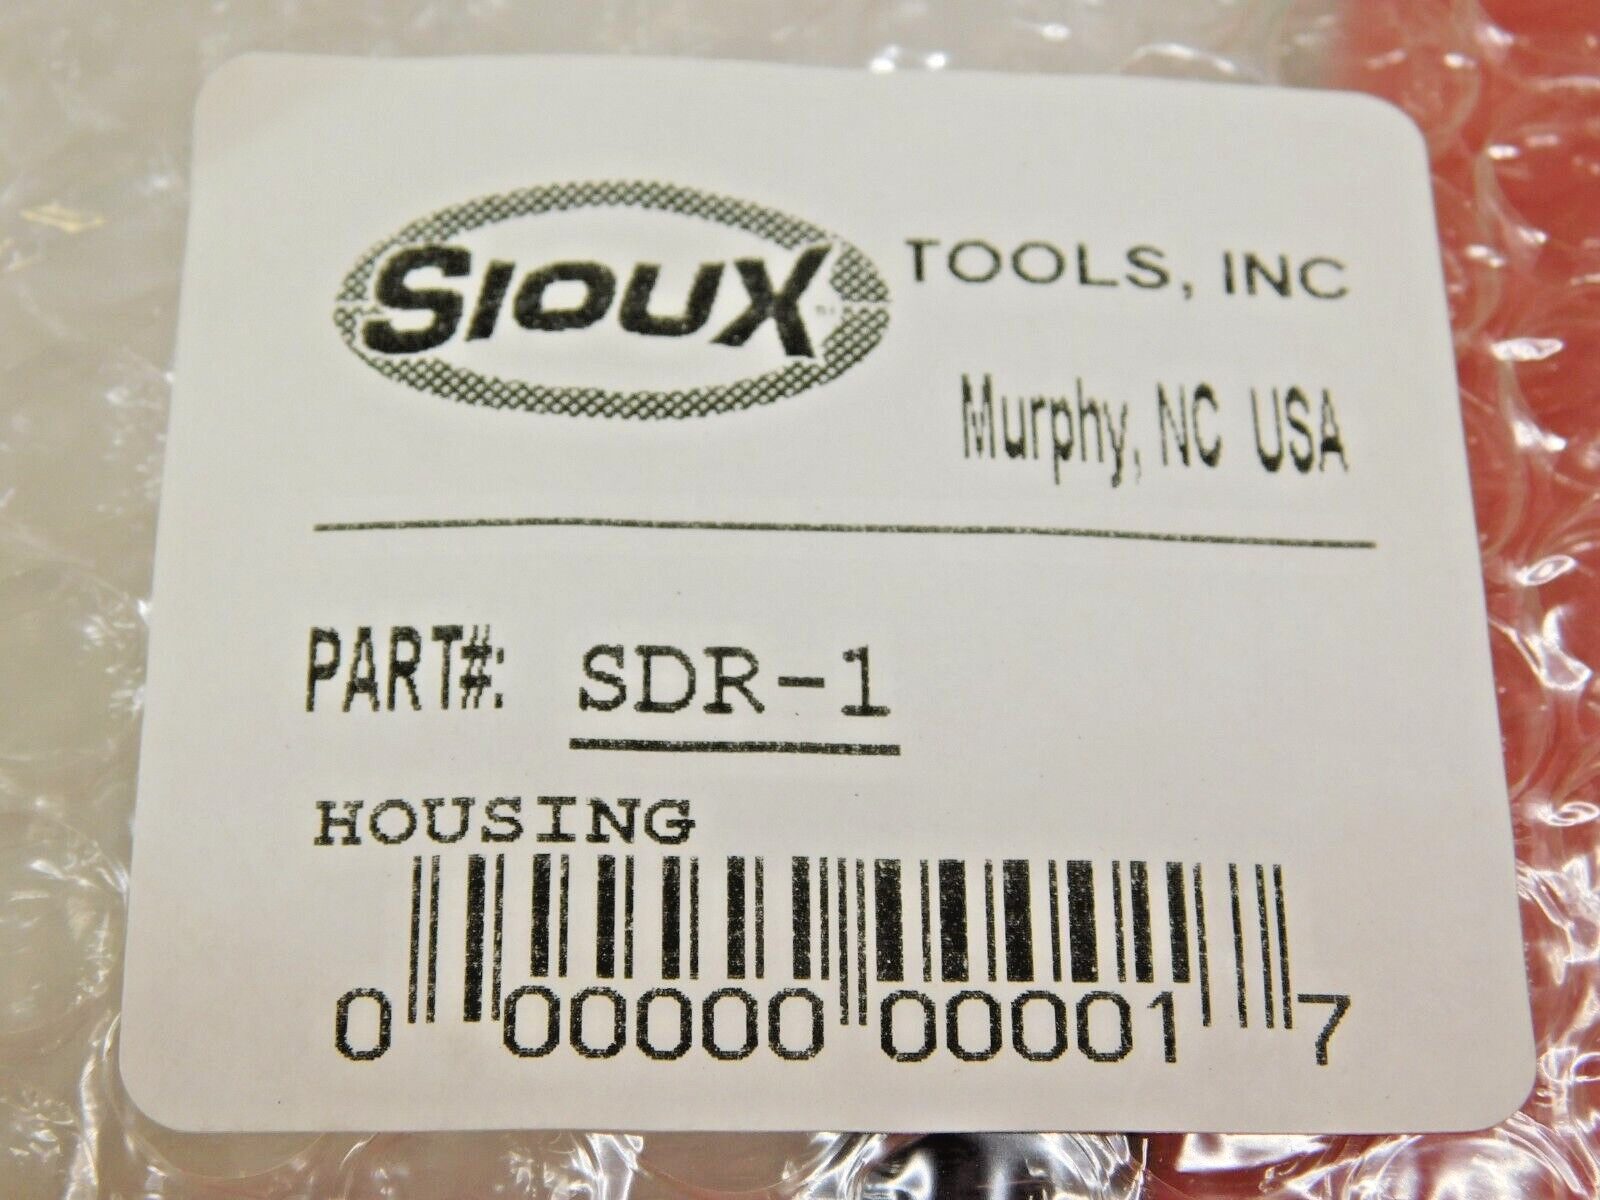 SIOUX TOOLS, INC
Murphy, NC USA
PART#: SDR-1
HOUSING
0 00000 00001 7